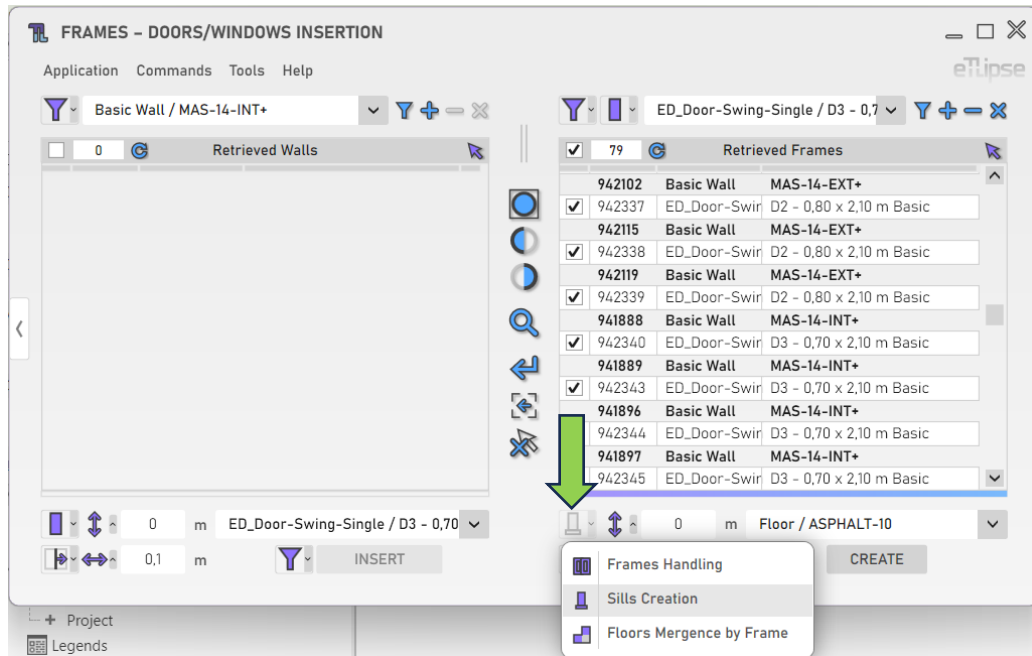 FRAMES – DOORS/WINDOWS INSERTION
Application Commands Tools Help
eTLipse
Basic Wall / MAS-14-INT+
ED_Door-Swing-Single / D3 - 0,7
0 Retrieved Walls
79 Retrieved Frames
942102 Basic Wall MAS-14-EXT+
942337 ED_Door-Swin D2 - 0,80 x 2,10 m Basic
942115 Basic Wall MAS-14-EXT+
942338 ED_Door-Swin D2 - 0,80 x 2,10 m Basic
942119 Basic Wall MAS-14-EXT+
942339 ED_Door-Swin D2 - 0,80 x 2,10 m Basic
941888 Basic Wall MAS-14-INT+
942340 ED_Door-Swin D3 - 0,70 x 2,10 m Basic
941889 Basic Wall MAS-14-INT+
942343 ED_Door-Swin D3 - 0,70 x 2,10 m Basic
941896 Basic Wall MAS-14-INT+
942344 ED_Door-Swin D3 - 0,70 x 2,10 m Basic
941897 Basic Wall MAS-14-INT+
942345 ED_Door-Swin D3 - 0,70 x 2,10 m Basic
0 m ED_Door-Swing-Single / D3 - 0,70
0,1 m INSERT
0 m Floor / ASPHALT-10
CREATE
Frames Handling
Sills Creation
Floors Mergence by Frame
Project
Legends